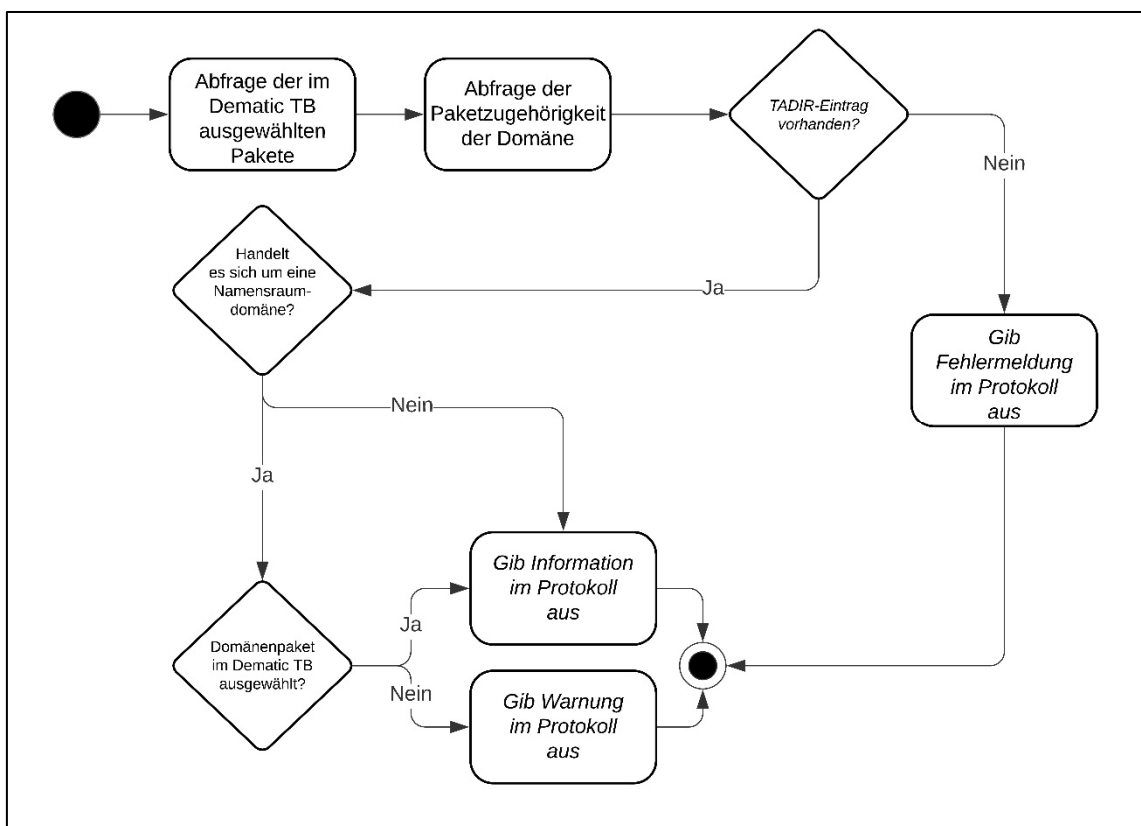 Abfrage der im
Dematic TB
ausgewählten
Pakete
Abfrage der
Paketzugehörigkeit
der Domäne
TADIR-Eintrag
vorhanden?
Nein
Ja
Handelt
es sich um eine
Namensraum-
domäne?
Nein
Ja
Gib
Fehlermeldung
im Protokoll
aus
Domänenpaket
im Dematic TB
ausgewählt?
Ja
Nein
Gib Information
im Protokoll
aus
Gib Warnung
im Protokoll
aus